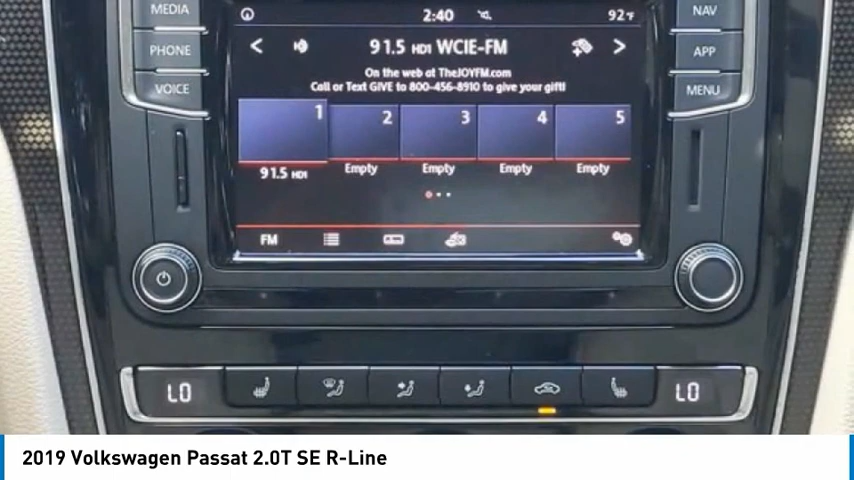 MEDIA
PHONE
VOICE
NAV
APP
MENU
2:40
92°F
< 91.5 HD1 WCIE-FM >
On the web at TheJOYFM.com
Call or Text GIVE to 800-456-8910 to give your gift!
1 2 3 4 5
91.5 HD1 Empty Empty Empty Empty
FM
LO LO
2019 Volkswagen Passat 2.0T SE R-Line